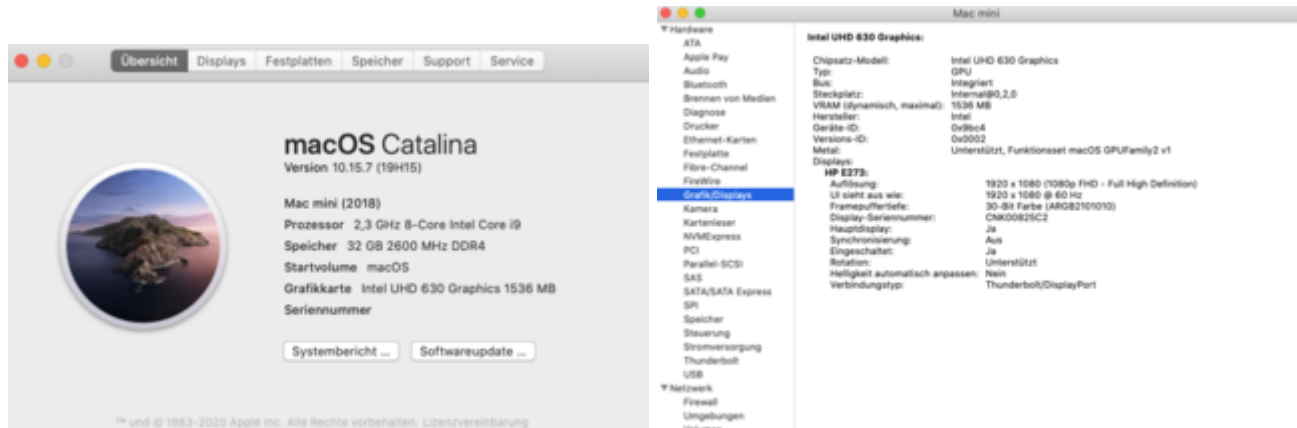 Übersicht Displays Festplatten Speicher Support Service
macOS Catalina
Version 10.15.7 (19H15)
Mac mini (2018)
Prozessor 2,3 GHz 8-Core Intel Core i9
Speicher 32 GB 2600 MHz DDR4
Startvolume macOS
Grafikkarte Intel UHD 630 Graphics 1536 MB
Seriennummer
Systembericht ...
Softwareupdate ...
™ und © 1983-2020 Apple Inc. Alle Rechte vorbehalten. Lizenzvereinbarung
Mac mini
Hardware
ATA
Apple Pay
Audio
Bluetooth
Brennen von Medien
Diagnose
Drucker
Ethernet-Karten
Festplatte
Fibre-Channel
FireWire
Grafik/Displays
Kamera
Kartenleser
NVMExpress
PCI
Parallel-SCSI
SAS
SATA/SATA Express
SPI
Speicher
Steuerung
Stromversorgung
Thunderbolt
USB
Netzwerk
Firewall
Umgebungen
Intel UHD 630 Graphics:
Chipsatz-Modell: Intel UHD 630 Graphics
Typ: GPU
Bus: Integriert
Steckplatz: Internal@0,2,0
VRAM (dynamisch, maximal): 1536 MB
Hersteller: Intel
Geräte-ID: 0x9bc4
Versions-ID: 0x0002
Metal: Unterstützt, Funktionsset macOS GPUFamily2 v1
Displays:
HP E273:
Auflösung: 1920 x 1080 (1080p FHD - Full High Definition)
UI sieht aus wie: 1920 x 1080 @ 60 Hz
Framepuffertiefe: 30-Bit Farbe (ARGB2101010)
Display-Seriennummer: CNK00825C2
Hauptdisplay: Ja
Synchronisierung: Aus
Eingeschaltet: Ja
Rotation: Unterstützt
Helligkeit automatisch anpassen: Nein
Verbindungstyp: Thunderbolt/DisplayPort